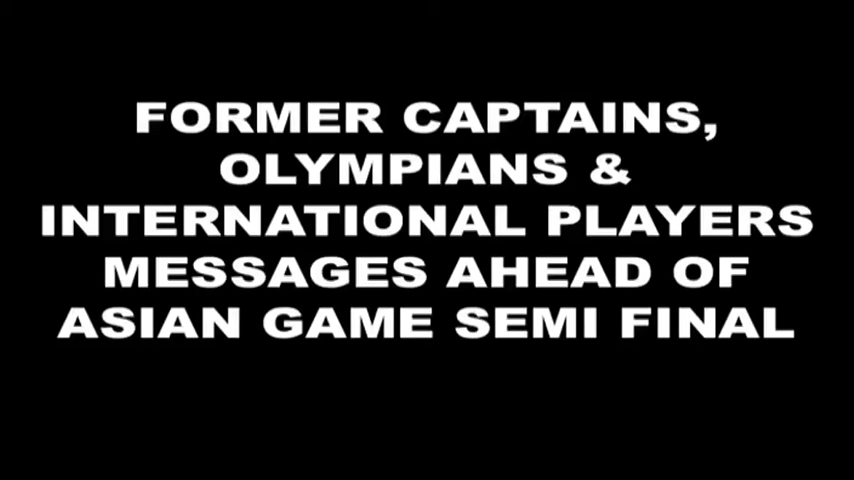 FORMER CAPTAINS,
OLYMPIANS &
INTERNATIONAL PLAYERS
MESSAGES AHEAD OF
ASIAN GAME SEMI FINAL